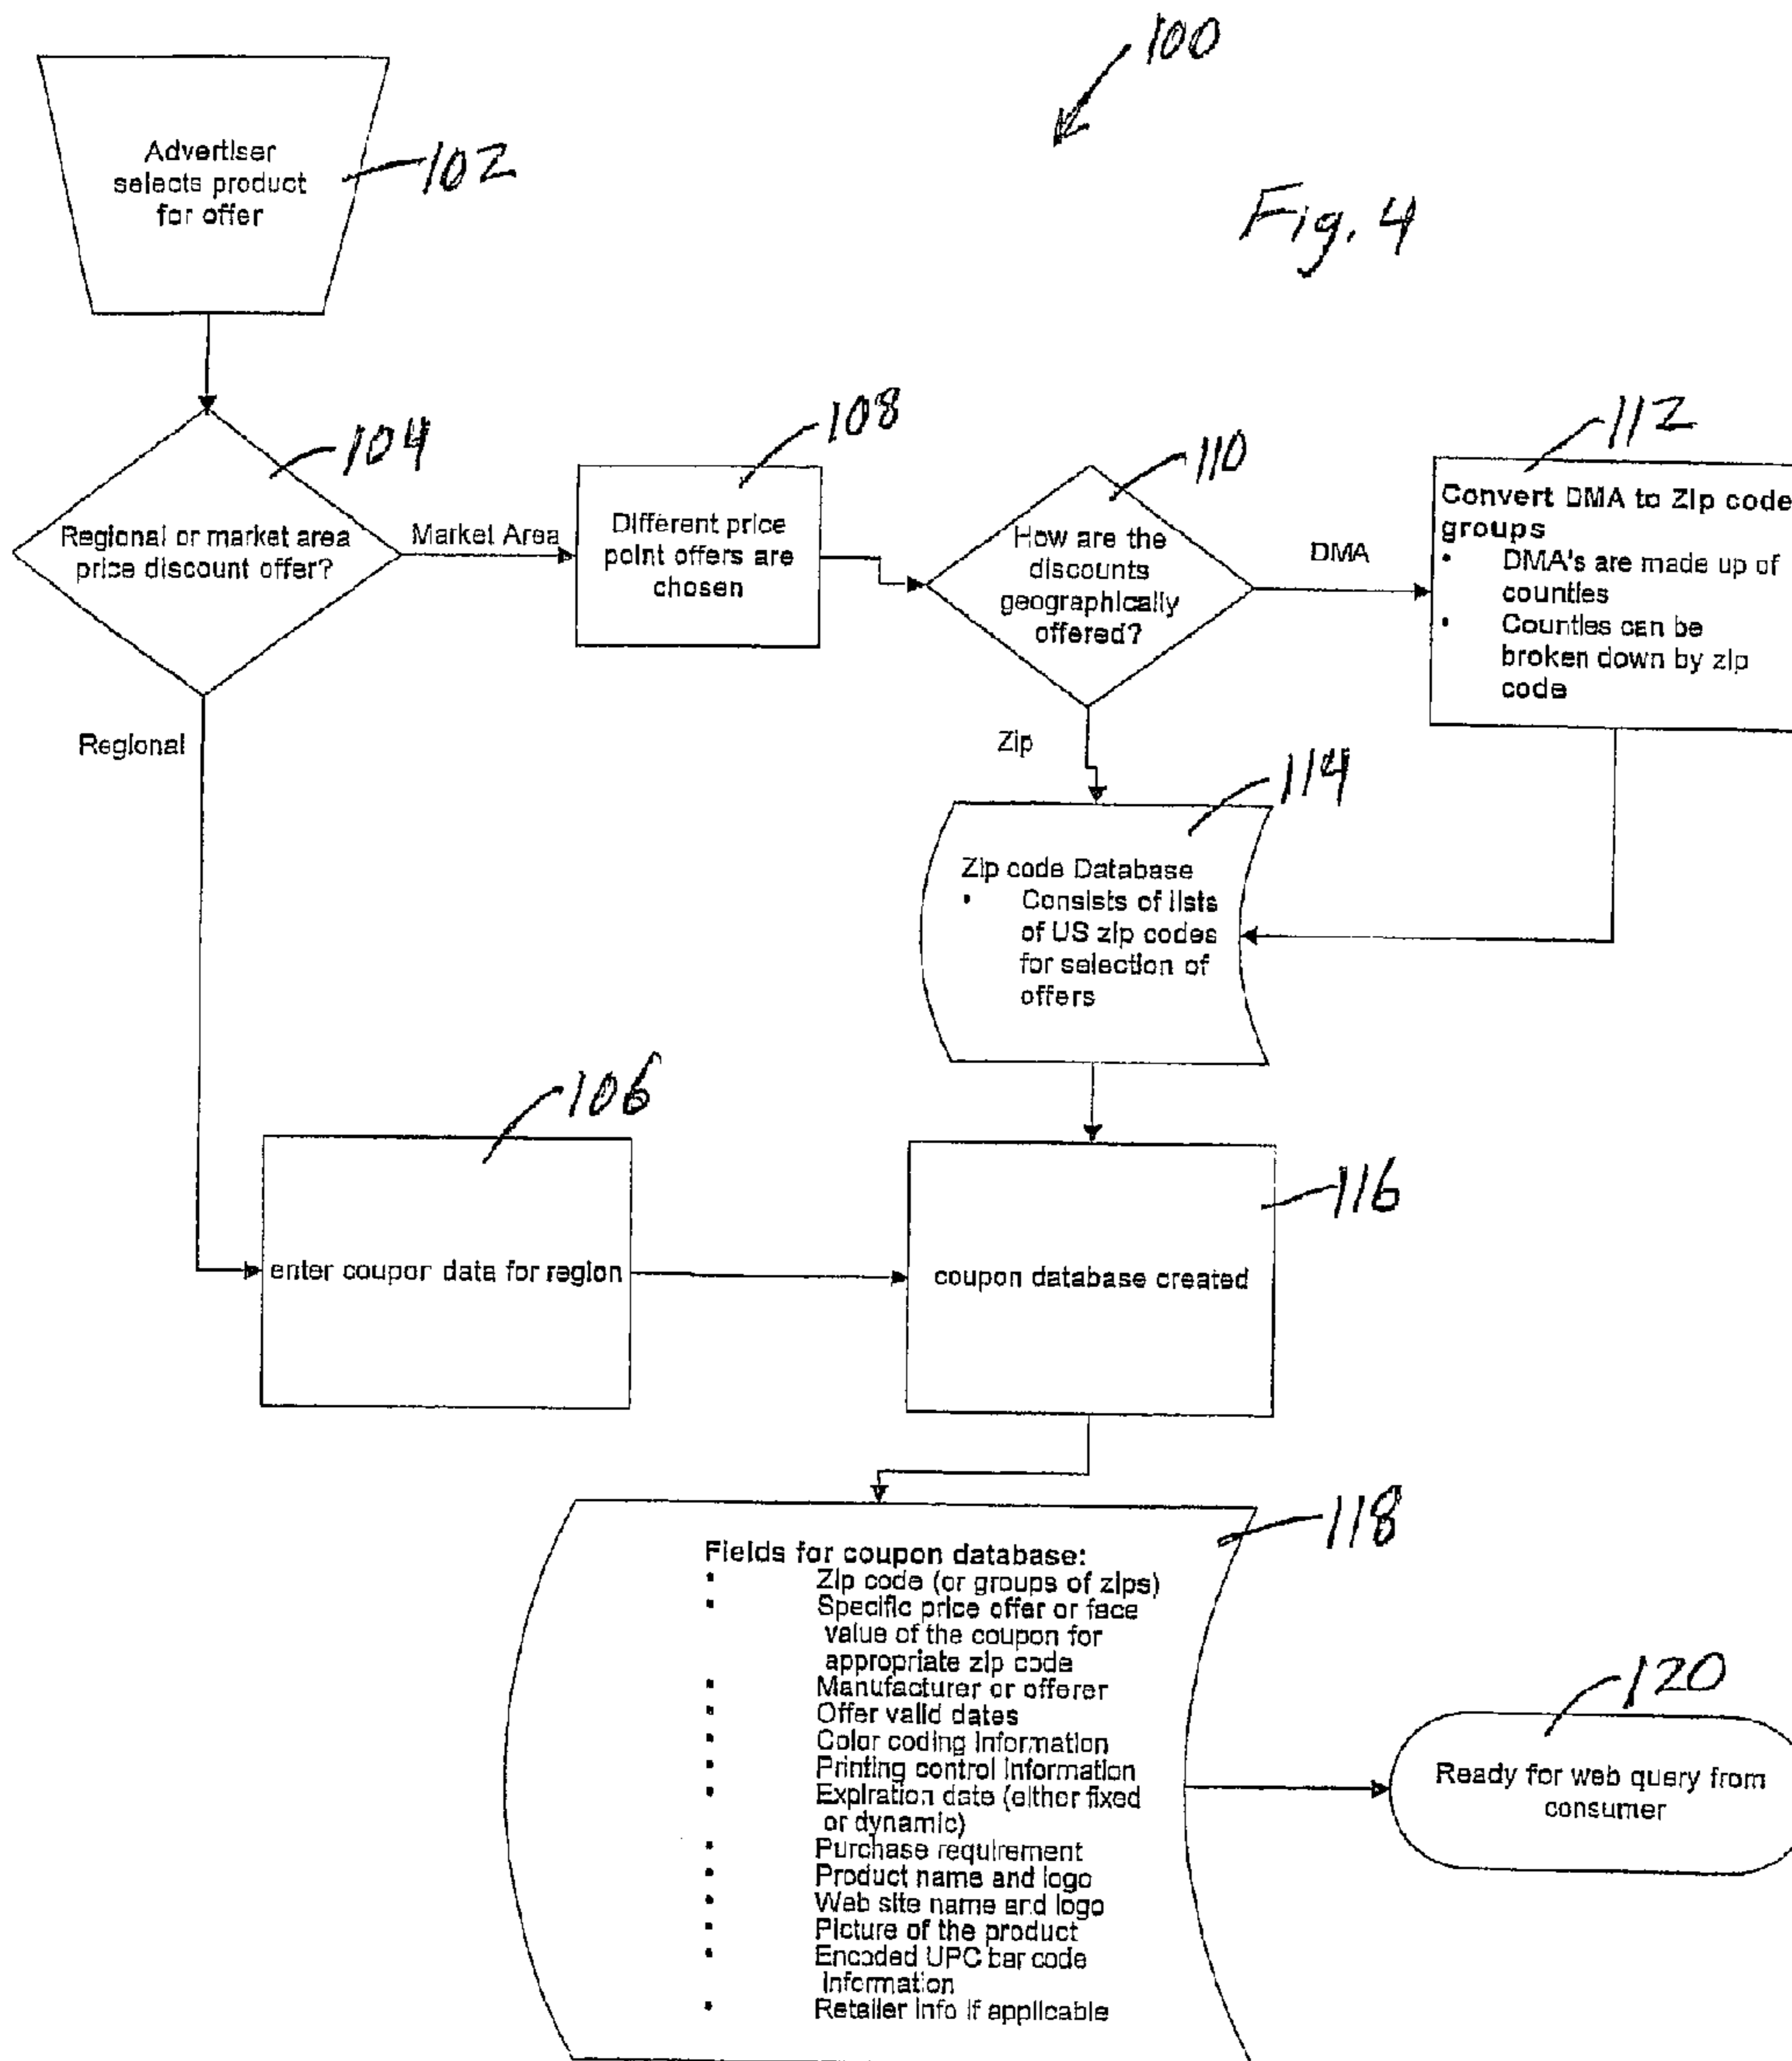 100
Fig. 4
Advertiser
selects product
for offer
102
104
Regional or market area
price discount offer?
Market Area
108
Different price
point offers are
chosen
110
How are the
discounts
geographically
offered?
DMA
112
Convert DMA to Zip code
groups
• DMA's are made up of
counties
• Counties can be
broken down by zip
code
Regional
Zip
114
Zip code Database
• Consists of lists
of US zip codes
for selection of
offers
106
enter coupor data for region
116
coupon database created
118
Fields for coupon database:
• Zip code (or groups of zips)
• Specific price offer or face
value of the coupon for
appropriate zip code
• Manufacturer or offerer
• Offer valid dates
• Color coding Information
• Printing control Information
• Expiration date (either fixed
or dynamic)
• Purchase requirement
• Product name and logo
• Web site name and logo
• Picture of the product
• Encoded UPC bar code
Information
• Retailer info if applicable
120
Ready for web query from
consumer